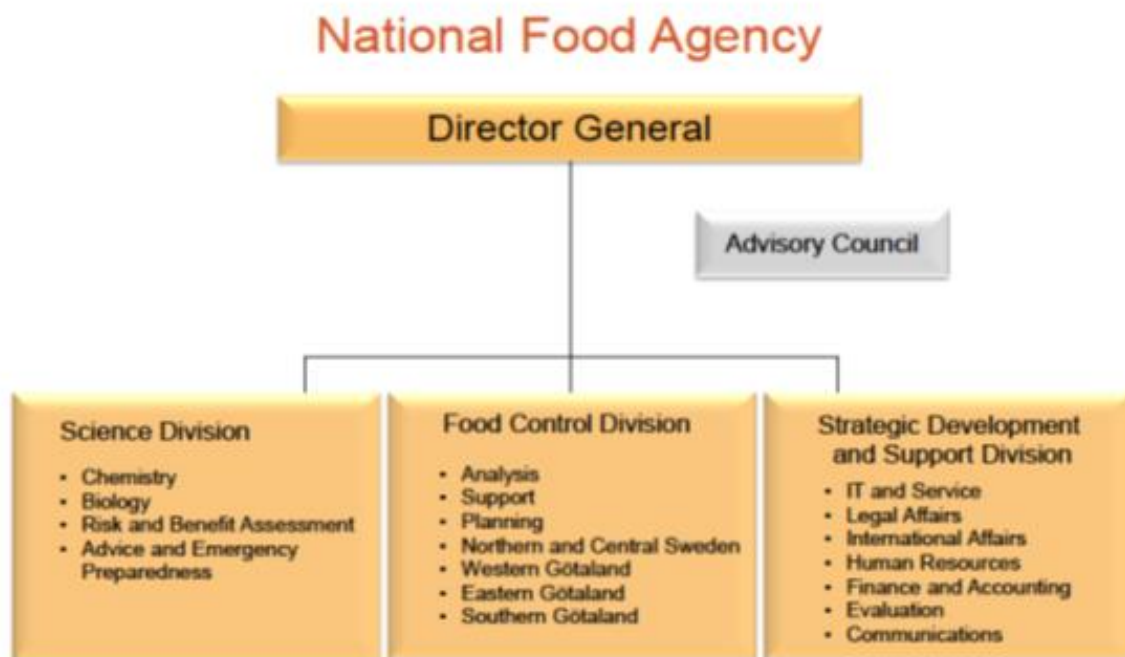 National Food Agency
Director General
Advisory Council
Science Division
• Chemistry
• Biology
• Risk and Benefit Assessment
• Advice and Emergency
Preparedness
Food Control Division
• Analysis
• Support
• Planning
• Northern and Central Sweden
• Western Götaland
• Eastern Götaland
• Southern Götaland
Strategic Development
and Support Division
• IT and Service
• Legal Affairs
• International Affairs
• Human Resources
• Finance and Accounting
• Evaluation
• Communications